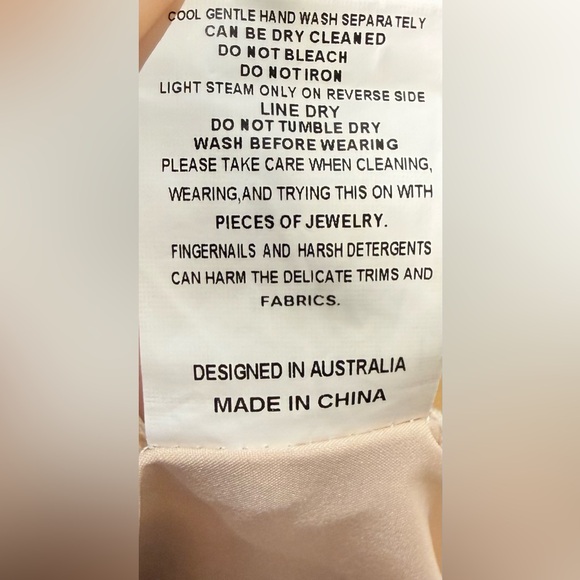 COOL GENTLE HAND WASH SEPARATELY
CAN BE DRY CLEANED
DO NOT BLEACH
DO NOT IRON
LIGHT STEAM ONLY ON REVERSE SIDE
LINE DRY
DO NOT TUMBLE DRY
WASH BEFORE WEARING
PLEASE TAKE CARE WHEN CLEANING,
WEARING,AND TRYING THIS ON WITH
PIECES OF JEWELRY.
FINGERNAILS AND HARSH DETERGENTS
CAN HARM THE DELICATE TRIMS AND
FABRICS.
DESIGNED IN AUSTRALIA
MADE IN CHINA